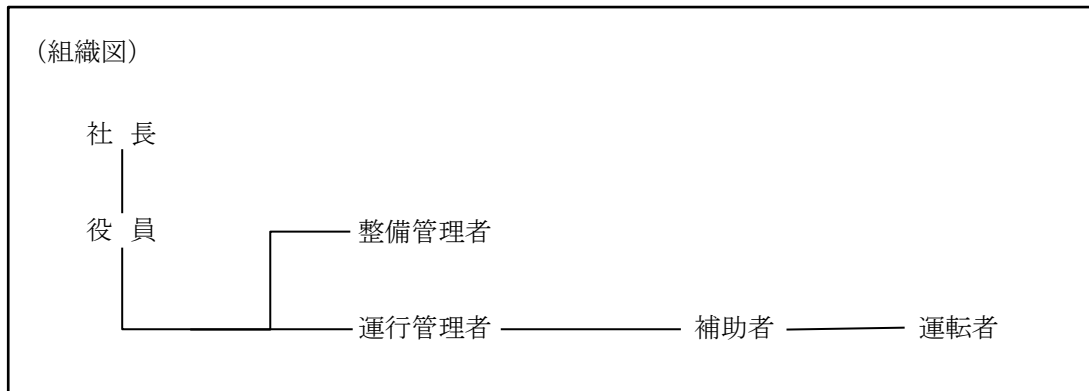 （組織図）
社 長
役 員
整備管理者
運行管理者 補助者 運転者